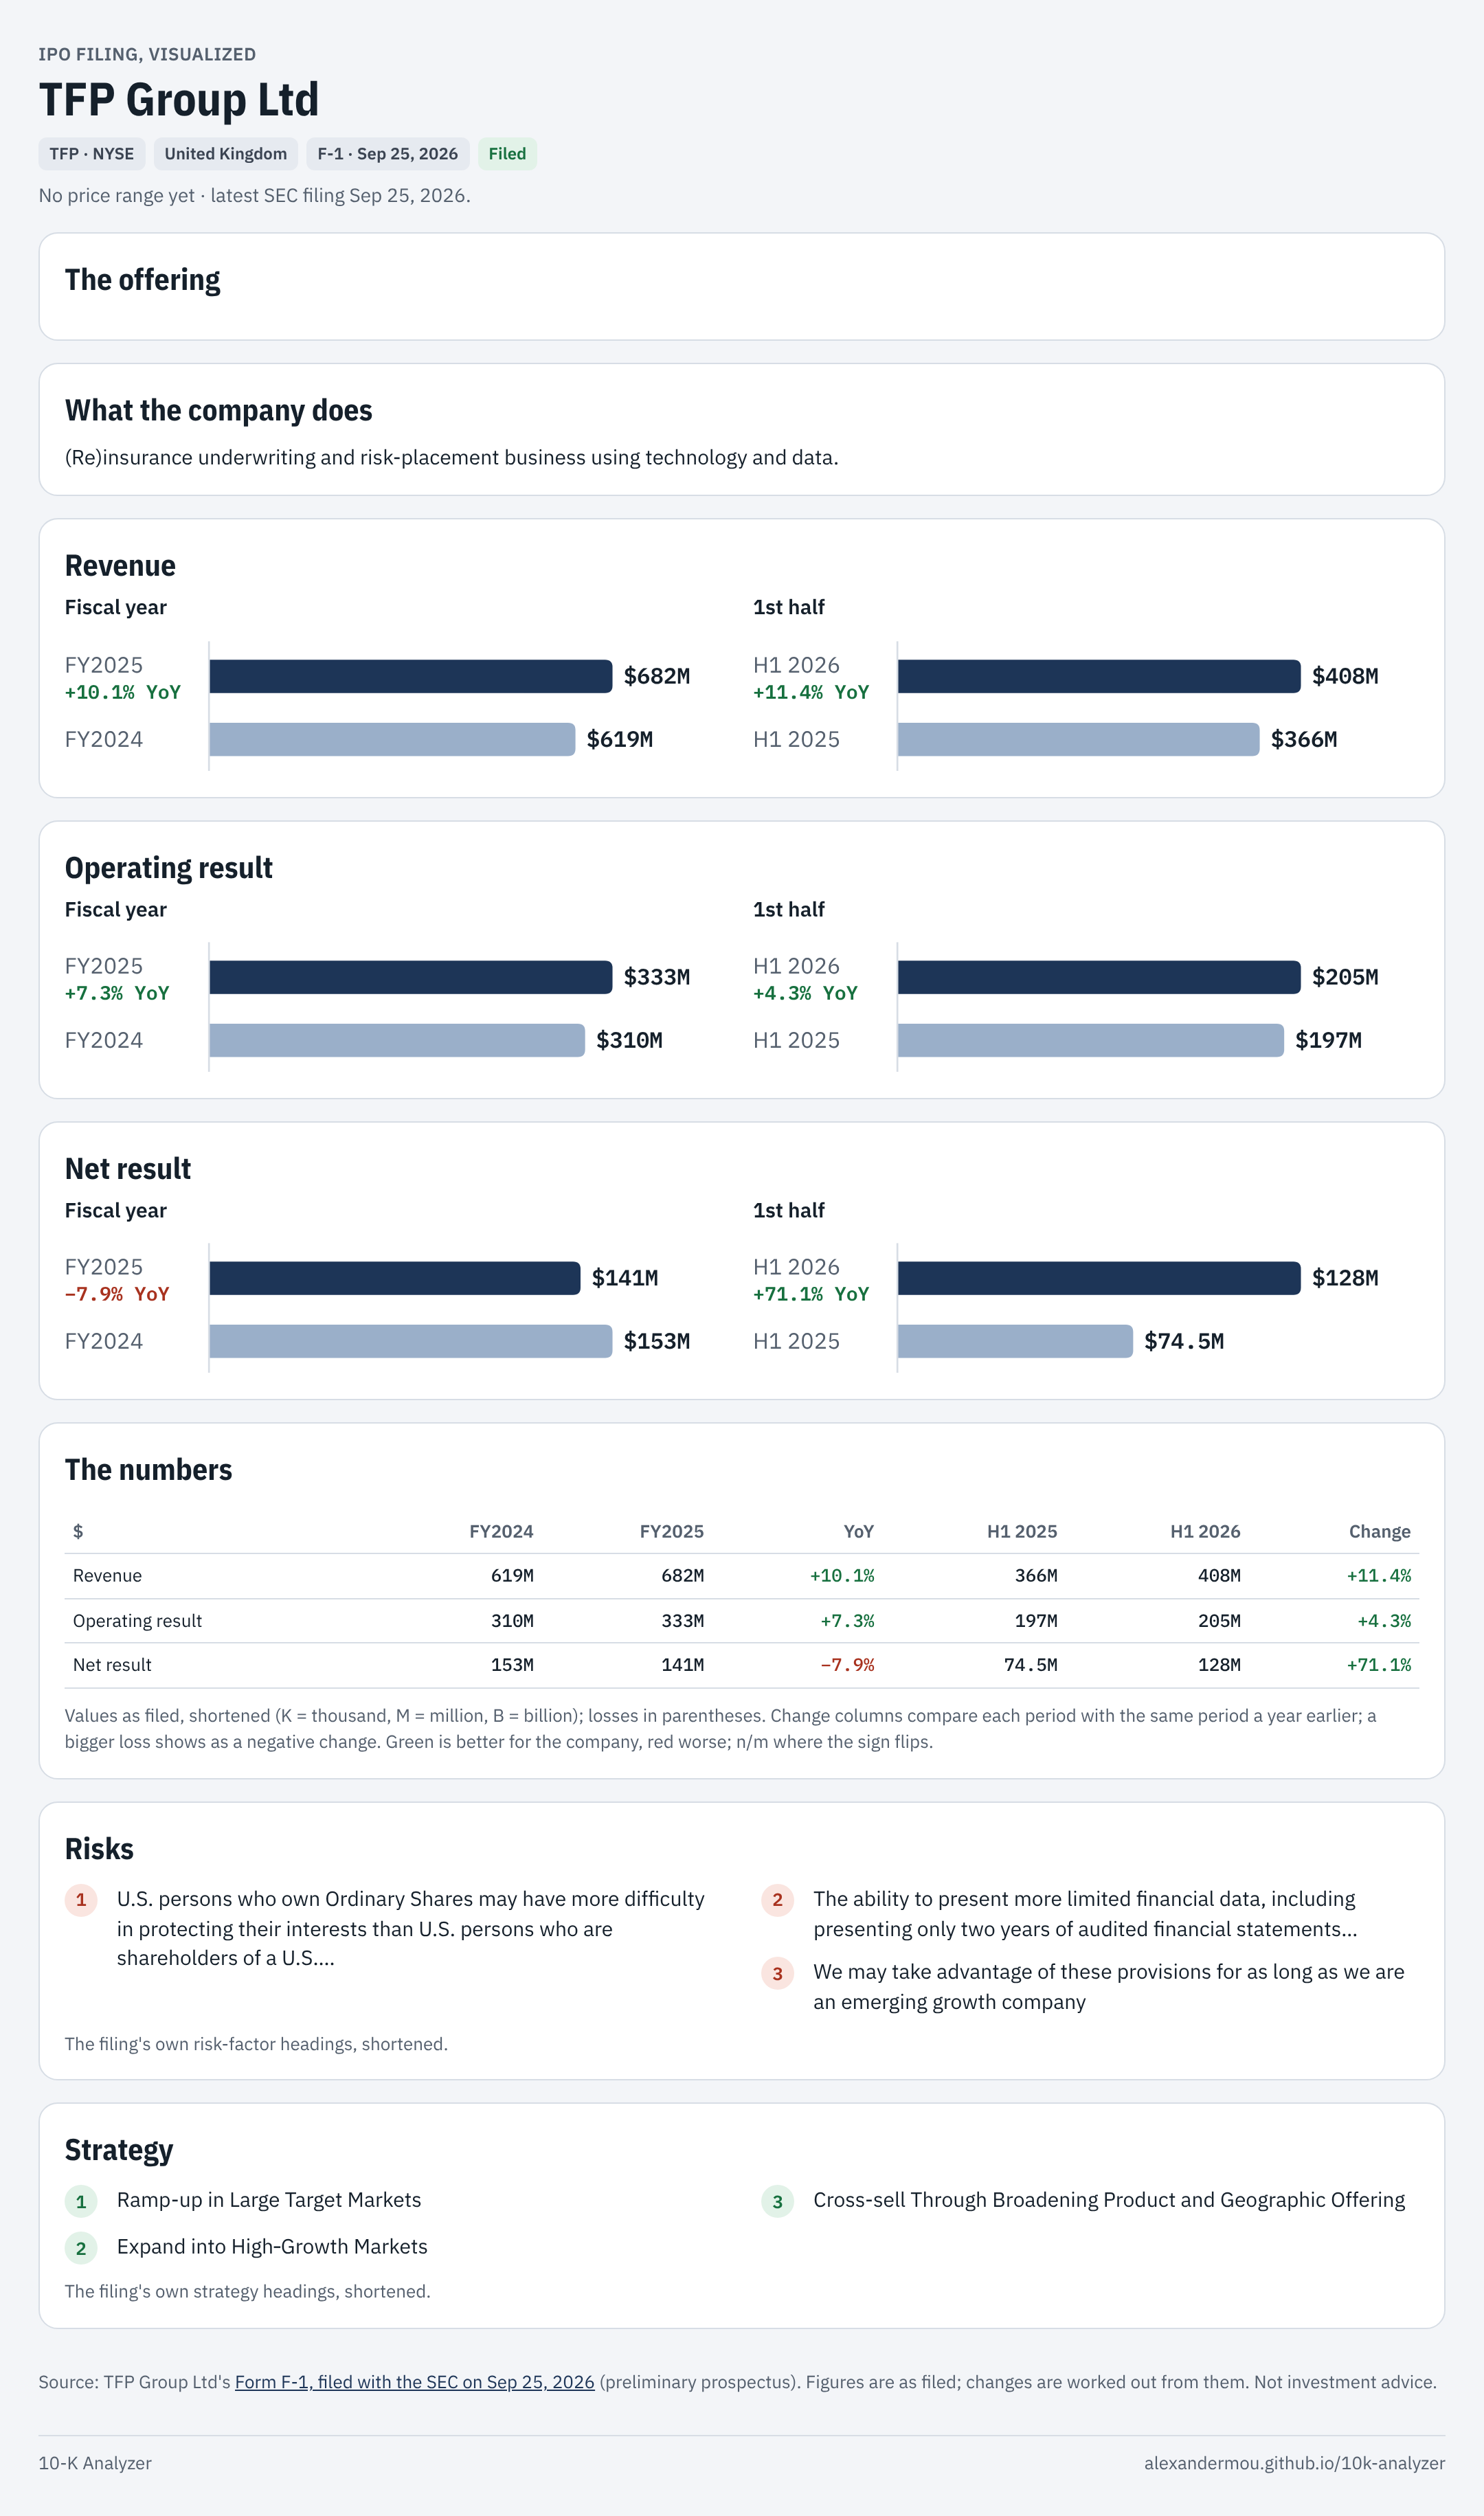 IPO FILING, VISUALIZED
TFP Group Ltd
TFP · NYSE
United Kingdom
F-1 · Sep 25, 2026
Filed
No price range yet · latest SEC filing Sep 25, 2026.
The offering
What the company does
(Re)insurance underwriting and risk-placement business using technology and data.
Revenue
Fiscal year
FY2025
+10.1% YoY
$682M
FY2024
$619M
1st half
H1 2026
+11.4% YoY
$408M
H1 2025
$366M
Operating result
Fiscal year
FY2025
+7.3% YoY
$333M
FY2024
$310M
1st half
H1 2026
+4.3% YoY
$205M
H1 2025
$197M
Net result
Fiscal year
FY2025
−7.9% YoY
$141M
FY2024
$153M
1st half
H1 2026
+71.1% YoY
$128M
H1 2025
$74.5M
The numbers
$ FY2024 FY2025 YoY H1 2025 H1 2026 Change
Revenue 619M 682M +10.1% 366M 408M +11.4%
Operating result 310M 333M +7.3% 197M 205M +4.3%
Net result 153M 141M −7.9% 74.5M 128M +71.1%
Values as filed, shortened (K = thousand, M = million, B = billion); losses in parentheses. Change columns compare each period with the same period a year earlier; a
bigger loss shows as a negative change. Green is better for the company, red worse; n/m where the sign flips.
Risks
1 U.S. persons who own Ordinary Shares may have more difficulty
in protecting their interests than U.S. persons who are
shareholders of a U.S.…
2 The ability to present more limited financial data, including
presenting only two years of audited financial statements…
3 We may take advantage of these provisions for as long as we are
an emerging growth company
The filing's own risk-factor headings, shortened.
Strategy
1 Ramp-up in Large Target Markets
2 Expand into High-Growth Markets
3 Cross-sell Through Broadening Product and Geographic Offering
The filing's own strategy headings, shortened.
Source: TFP Group Ltd's Form F-1, filed with the SEC on Sep 25, 2026 (preliminary prospectus). Figures are as filed; changes are worked out from them. Not investment advice.
10-K Analyzer
alexandermou.github.io/10k-analyzer